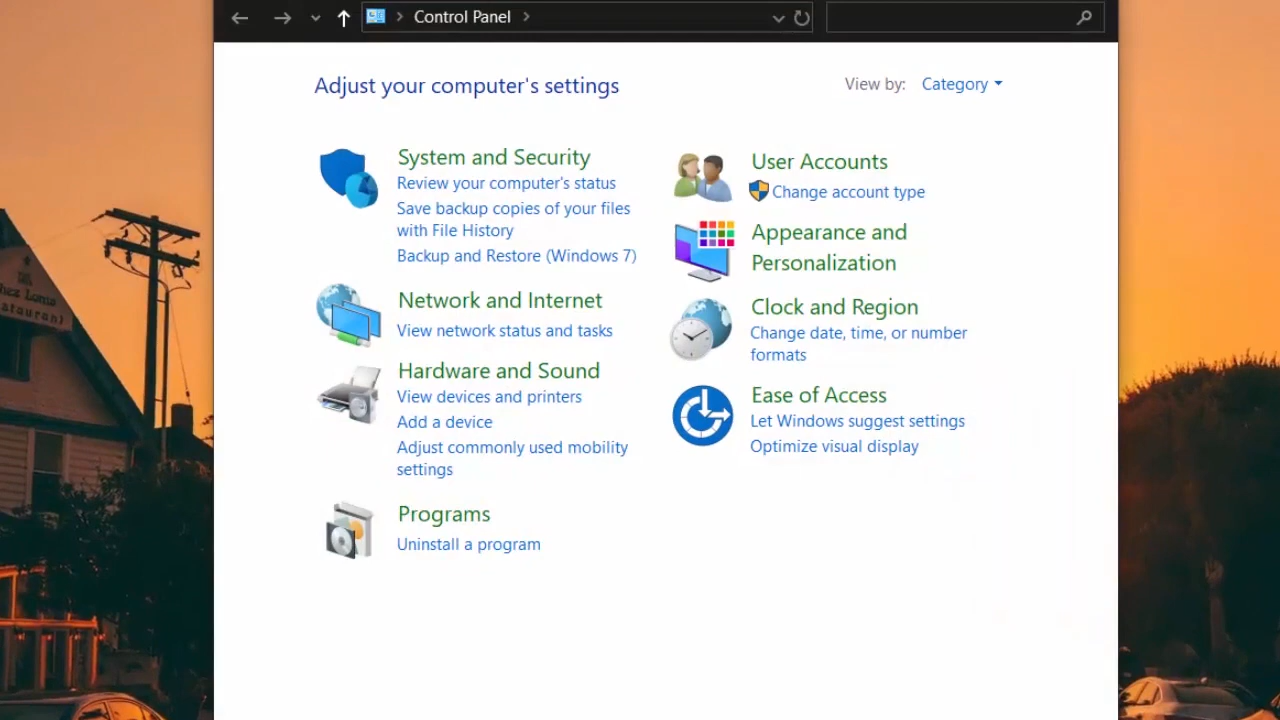 Control Panel
Adjust your computer's settings
View by: Category
System and Security
Review your computer's status
Save backup copies of your files
with File History
Backup and Restore (Windows 7)
Network and Internet
View network status and tasks
Hardware and Sound
View devices and printers
Add a device
Adjust commonly used mobility
settings
Programs
Uninstall a program
User Accounts
Change account type
Appearance and
Personalization
Clock and Region
Change date, time, or number
formats
Ease of Access
Let Windows suggest settings
Optimize visual display